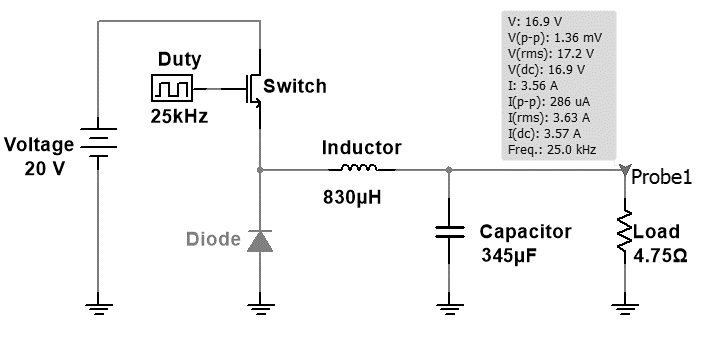 V: 16.9 V
V(p-p): 1.36 mV
V(rms): 17.2 V
V(dc): 16.9 V
I: 3.56 A
I(p-p): 286 uA
I(rms): 3.63 A
I(dc): 3.57 A
Freq.: 25.0 kHz
Duty
25kHz
Switch
Voltage
20 V
Inductor
830µH
Probe1
Diode
Capacitor
345µF
Load
4.75Ω